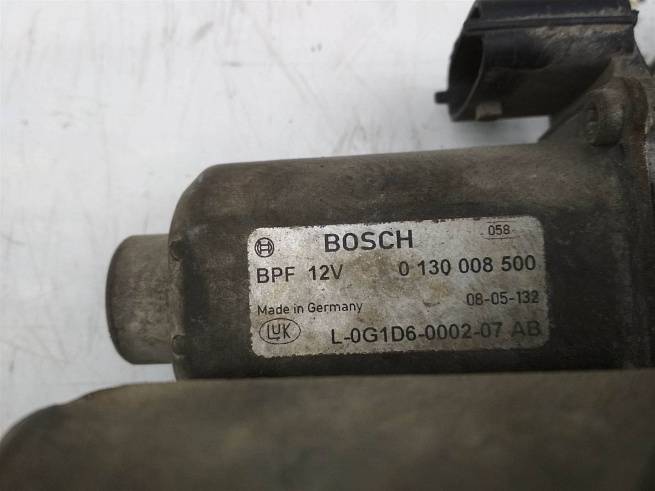 058
BOSCH
BPF 12V 0 130 008 500
Made in Germany 08-05-132
LUK L-0G1D6-0002-07 AB